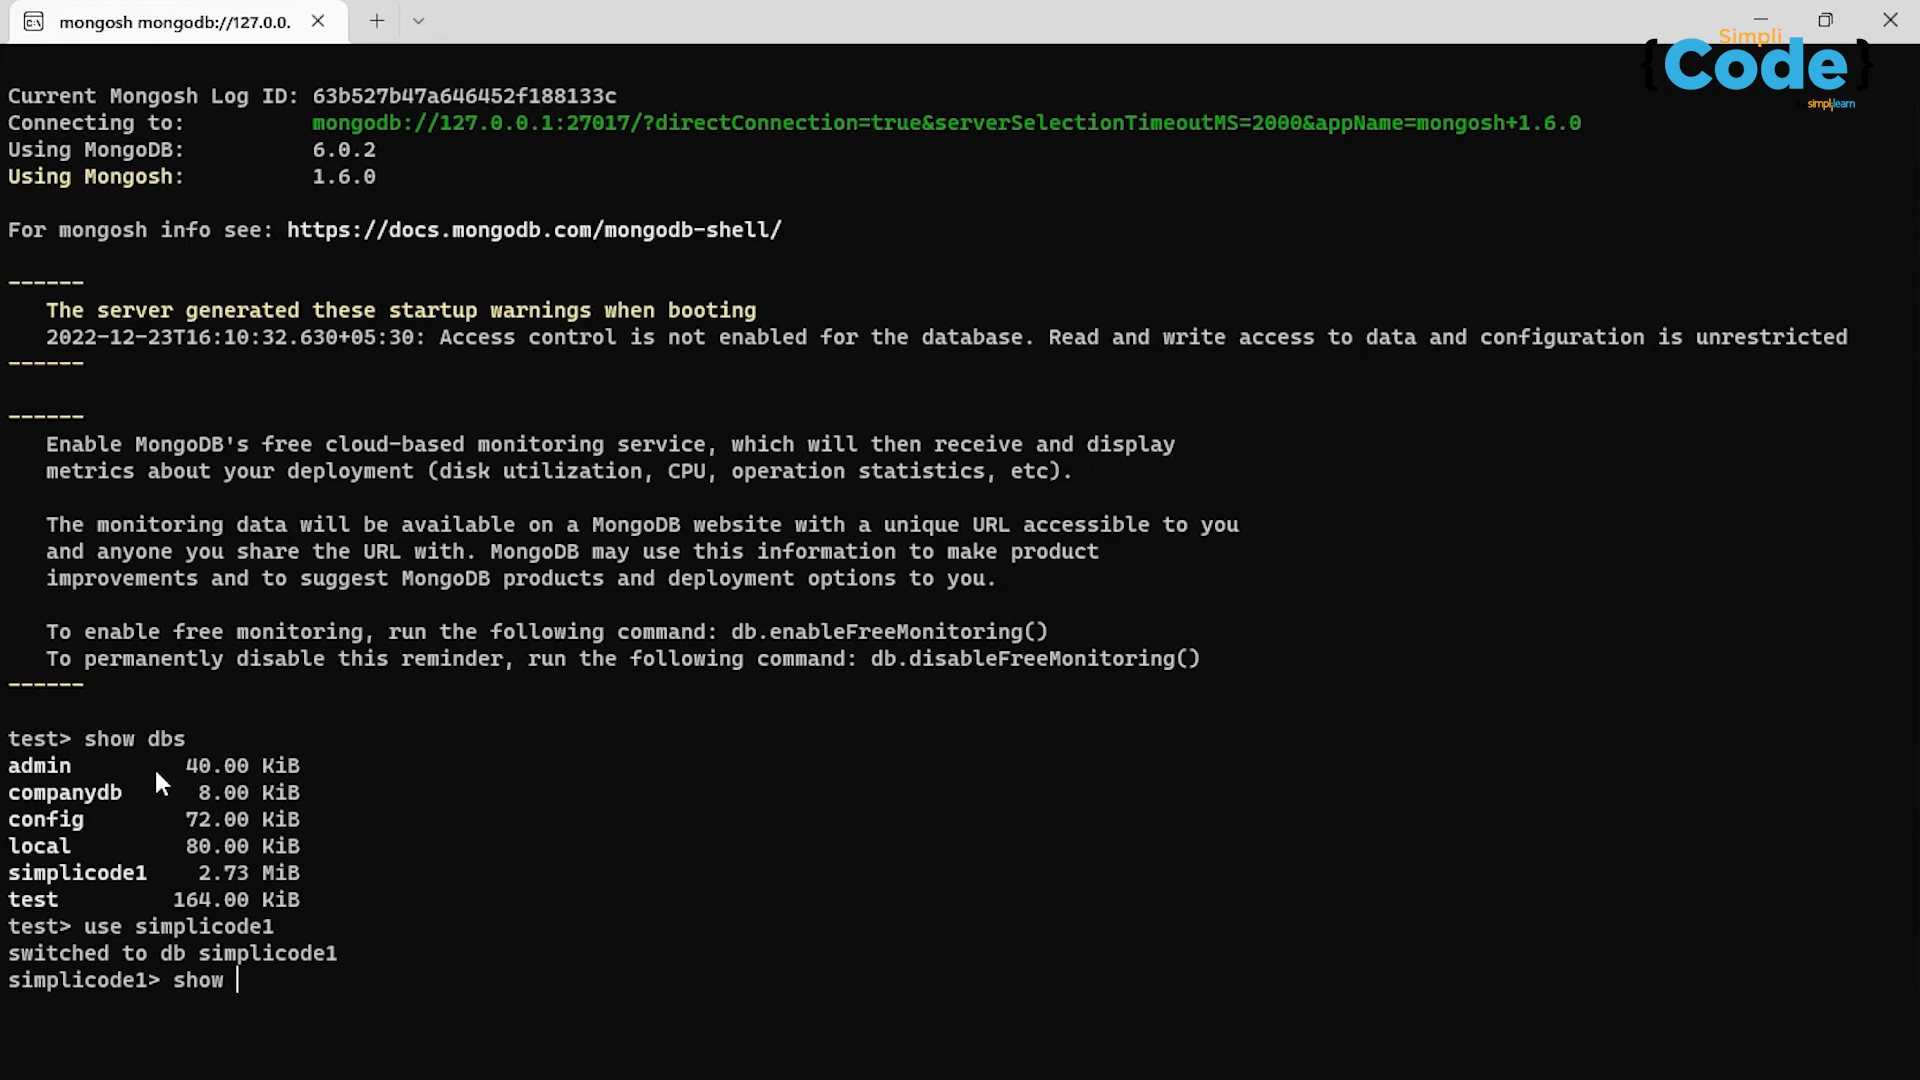 mongosh mongodb://127.0.0.
Simpli
{Code}
simplilearn
Current Mongosh Log ID: 63b527b47a646452f188133c
Connecting to: mongodb://127.0.0.1:27017/?directConnection=true&serverSelectionTimeoutMS=2000&appName=mongosh+1.6.0
Using MongoDB: 6.0.2
Using Mongosh: 1.6.0
For mongosh info see: https://docs.mongodb.com/mongodb-shell/
------
The server generated these startup warnings when booting
2022-12-23T16:10:32.630+05:30: Access control is not enabled for the database. Read and write access to data and configuration is unrestricted
------
------
Enable MongoDB's free cloud-based monitoring service, which will then receive and display
metrics about your deployment (disk utilization, CPU, operation statistics, etc).
The monitoring data will be available on a MongoDB website with a unique URL accessible to you
and anyone you share the URL with. MongoDB may use this information to make product
improvements and to suggest MongoDB products and deployment options to you.
To enable free monitoring, run the following command: db.enableFreeMonitoring()
To permanently disable this reminder, run the following command: db.disableFreeMonitoring()
------
test> show dbs
admin 40.00 KiB
companydb 8.00 KiB
config 72.00 KiB
local 80.00 KiB
simplicode1 2.73 MiB
test 164.00 KiB
test> use simplicode1
switched to db simplicode1
simplicode1> show